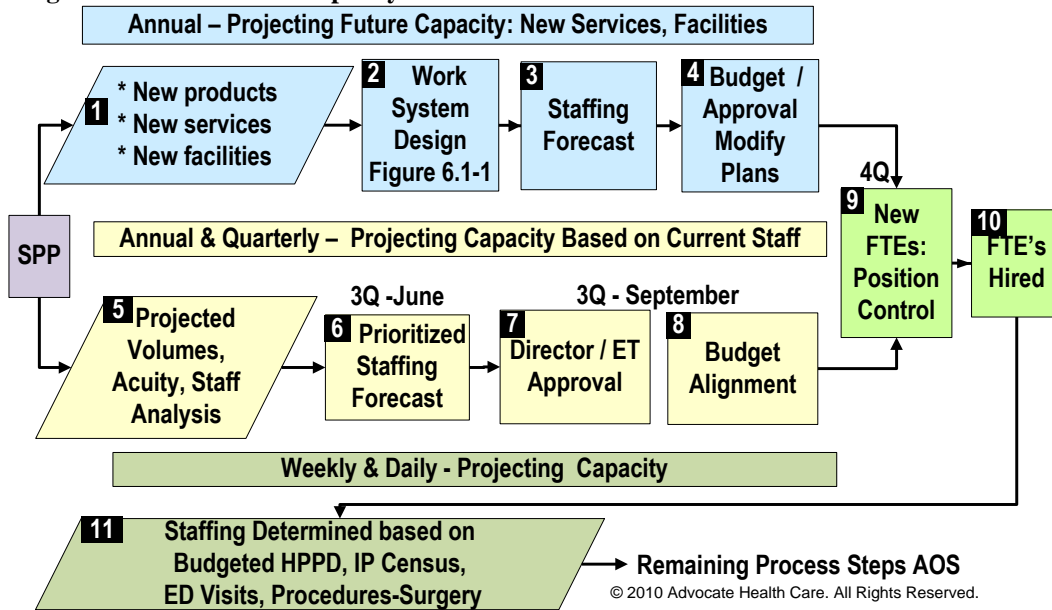 Annual – Projecting Future Capacity: New Services, Facilities
1
* New products
* New services
* New facilities
2
Work
System
Design
Figure 6.1-1
3
Staffing
Forecast
4
Budget /
Approval
Modify
Plans
SPP
Annual & Quarterly – Projecting Capacity Based on Current Staff
5
Projected
Volumes,
Acuity, Staff
Analysis
3Q -June
6
Prioritized
Staffing
Forecast
3Q - September
7
Director / ET
Approval
8
Budget
Alignment
4Q
9
New
FTEs:
Position
Control
10
FTE's
Hired
Weekly & Daily - Projecting Capacity
11
Staffing Determined based on
Budgeted HPPD, IP Census,
ED Visits, Procedures-Surgery
Remaining Process Steps AOS
© 2010 Advocate Health Care. All Rights Reserved.